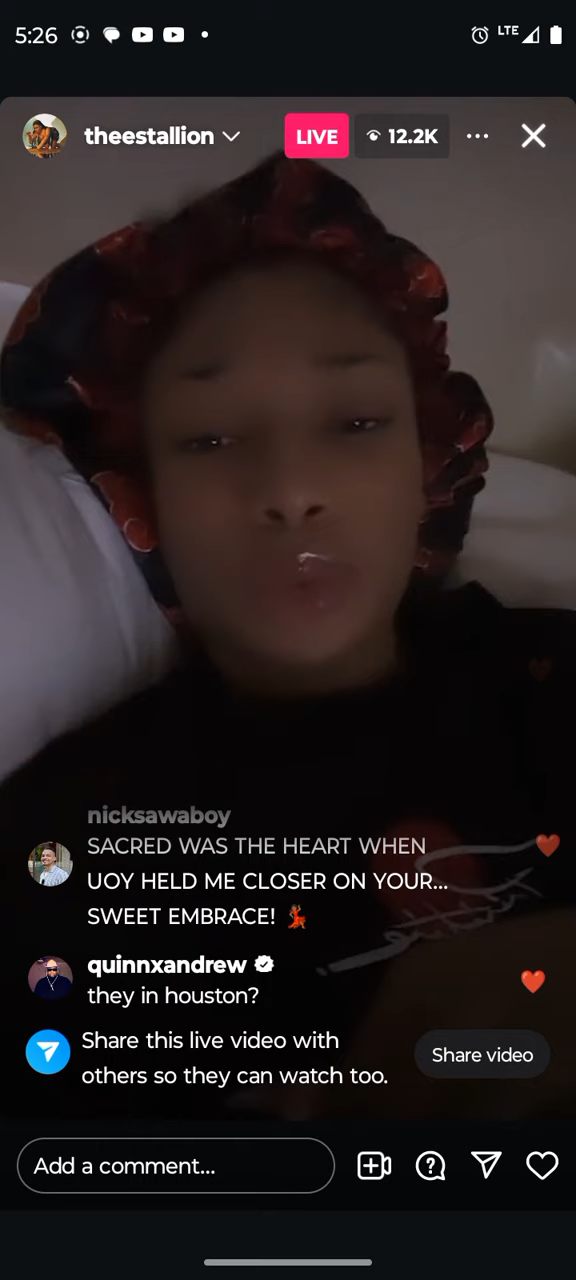 5:26
LTE
theestallion
LIVE
12.2K
nicksawaboy
SACRED WAS THE HEART WHEN
UOY HELD ME CLOSER ON YOUR...
SWEET EMBRACE! 💃
quinnxandrew
they in houston?
Share this live video with
others so they can watch too.
Share video
Add a comment...